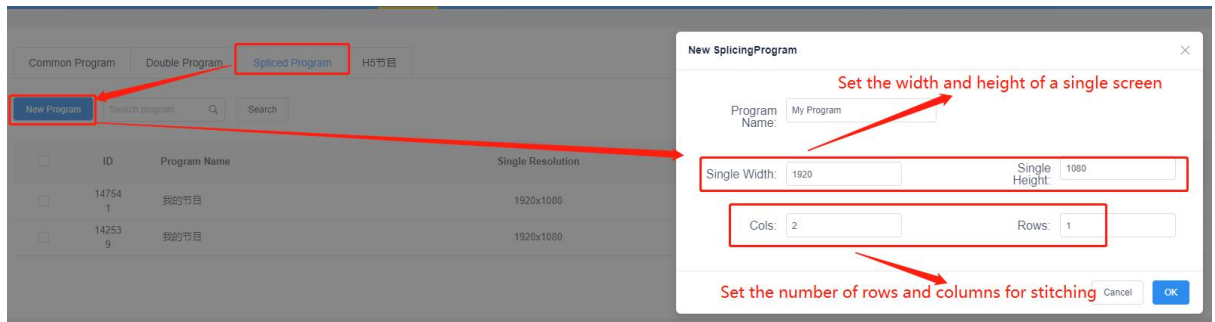 Common Program
Double Program
Spliced Program
H5节目
New Program
Search program
Search
ID
Program Name
Single Resolution
14754
1
我的节目
1920x1080
14253
9
我的节目
1920x1080
New SplicingProgram
Set the width and height of a single screen
Program
Name:
My Program
Single Width:
1920
Single
Height:
1080
Cols:
2
Rows:
1
Set the number of rows and columns for stitching
Cancel
OK